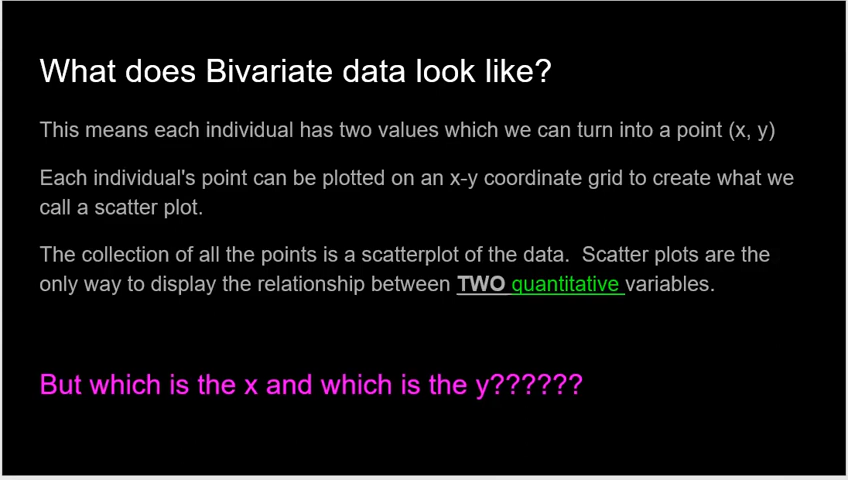 What does Bivariate data look like?
This means each individual has two values which we can turn into a point (x, y)
Each individual's point can be plotted on an x-y coordinate grid to create what we
call a scatter plot.
The collection of all the points is a scatterplot of the data.  Scatter plots are the
only way to display the relationship between TWO quantitative variables.
But which is the x and which is the y??????